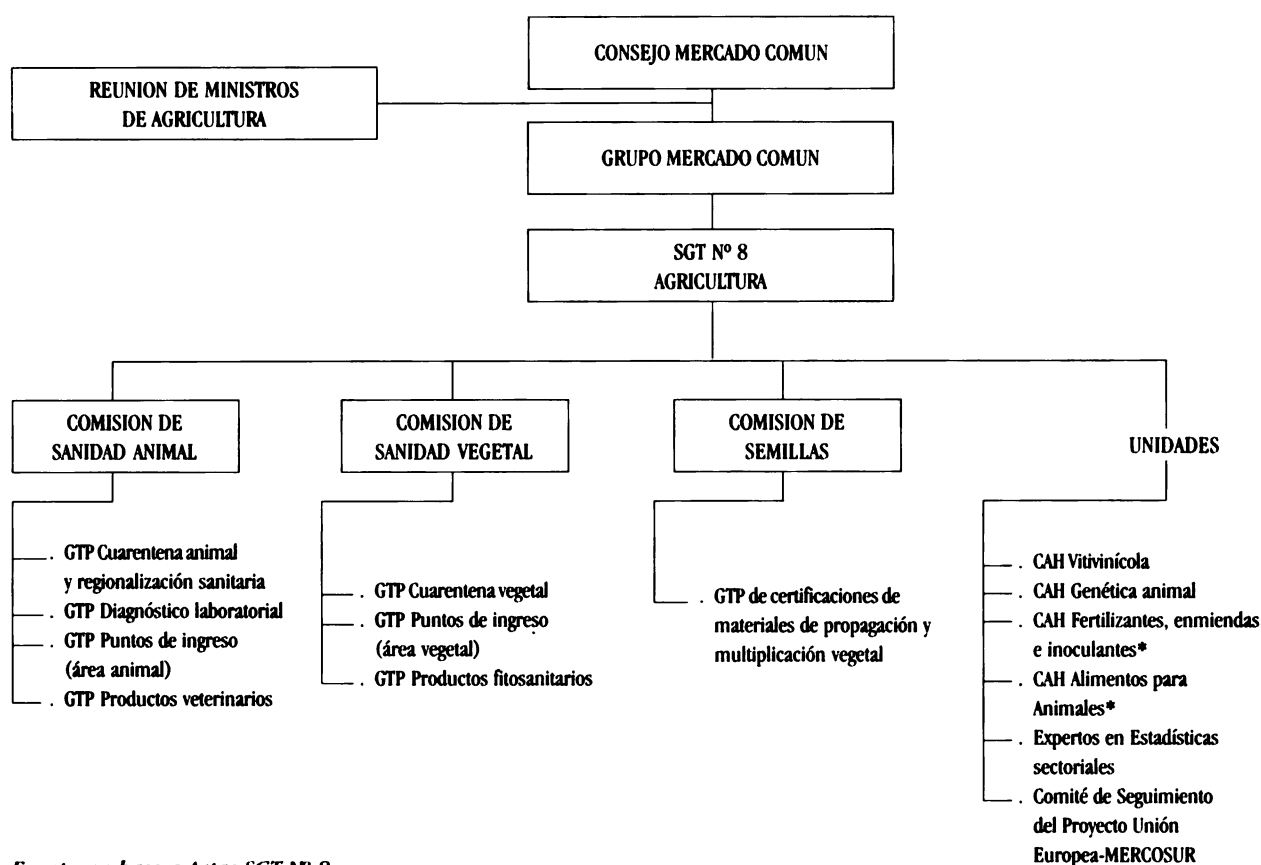 CONSEJO MERCADO COMUN
REUNION DE MINISTROS
DE AGRICULTURA
GRUPO MERCADO COMUN
SGT Nº 8
AGRICULTURA
COMISION DE
SANIDAD ANIMAL
COMISION DE
SANIDAD VEGETAL
COMISION DE
SEMILLAS
UNIDADES
. GTP Cuarentena animal
y regionalización sanitaria
. GTP Diagnóstico laboratorial
. GTP Puntos de ingreso
(área animal)
. GTP Productos veterinarios
. GTP Cuarentena vegetal
. GTP Puntos de ingreso
(área vegetal)
. GTP Productos fitosanitarios
. GTP de certificaciones de
materiales de propagación y
multiplicación vegetal
. CAH Vitivinícola
. CAH Genética animal
. CAH Fertilizantes, enmiendas
e inoculantes*
. CAH Alimentos para
Animales*
. Expertos en Estadísticas
sectoriales
. Comité de Seguimiento
del Proyecto Unión
Europea-MERCOSUR